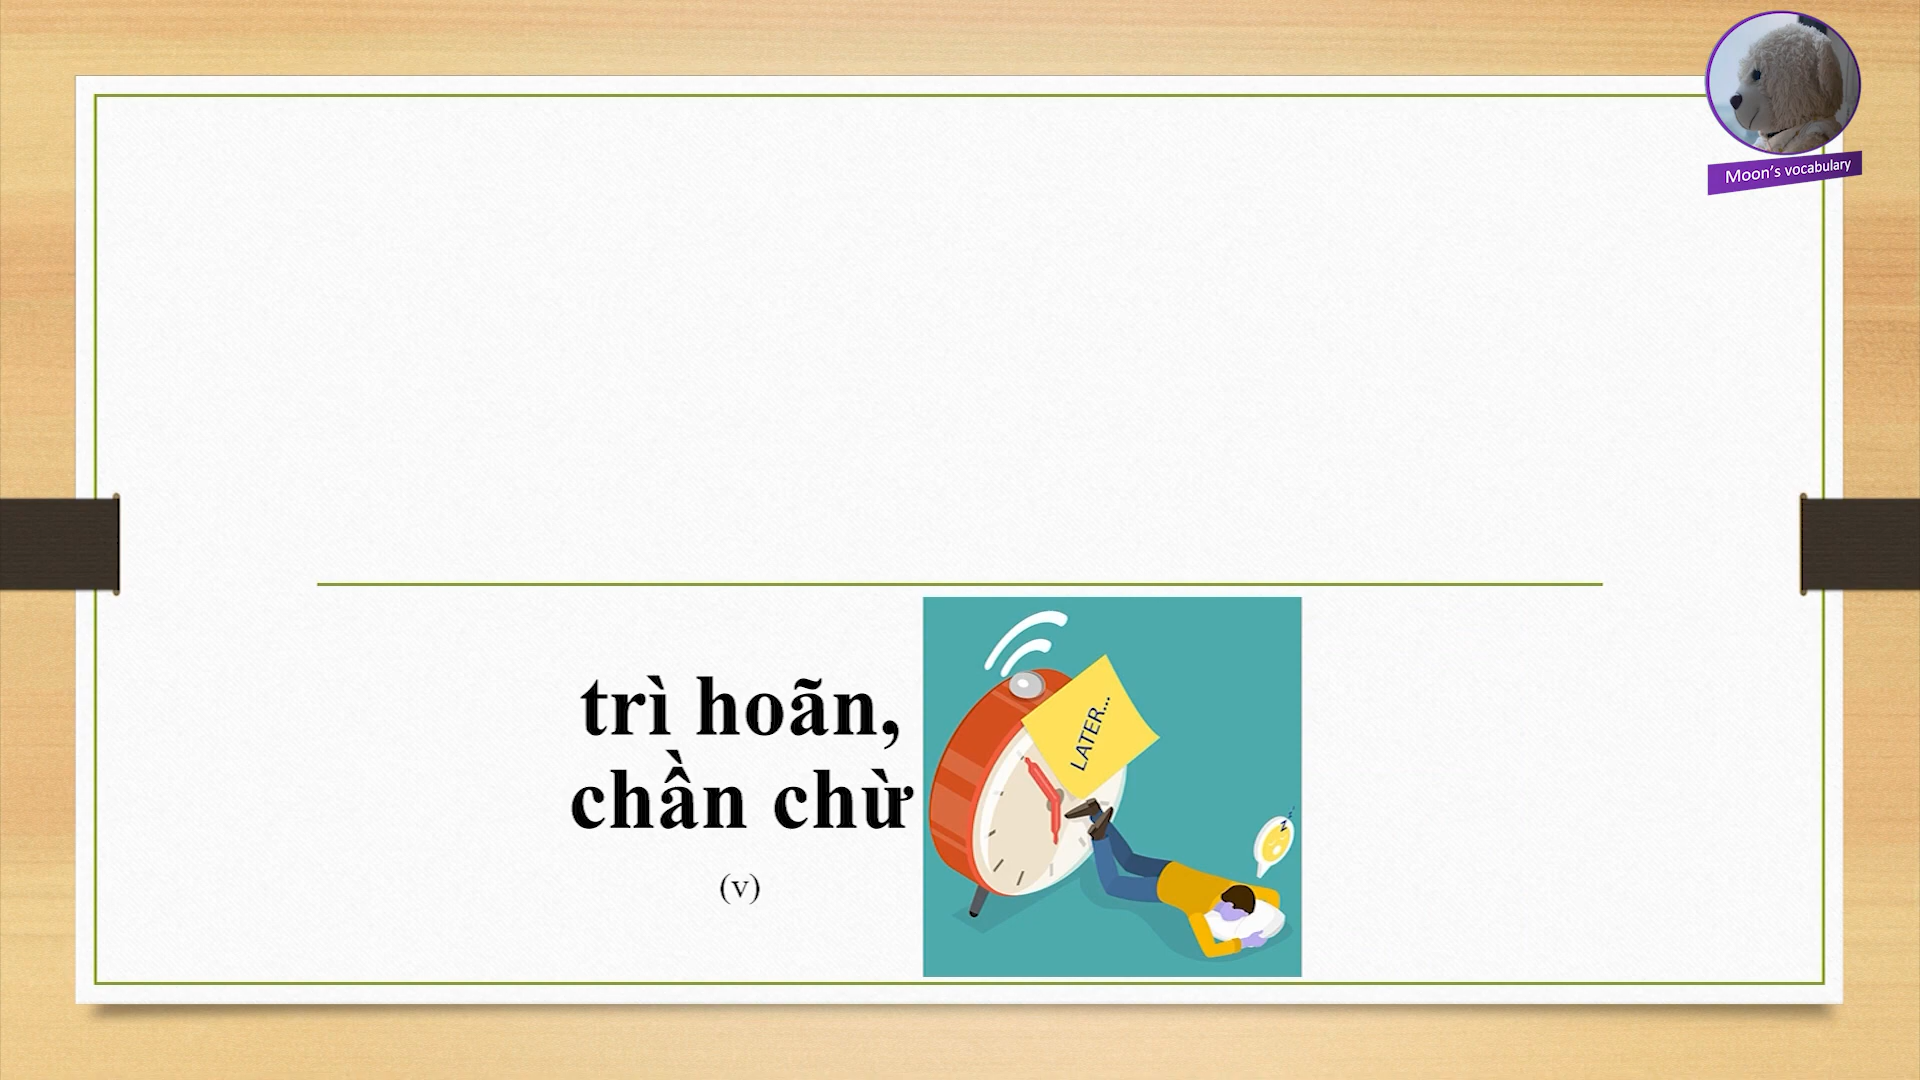 Moon's vocabulary
trì hoãn,
chần chừ
(v)
LATER...
Z